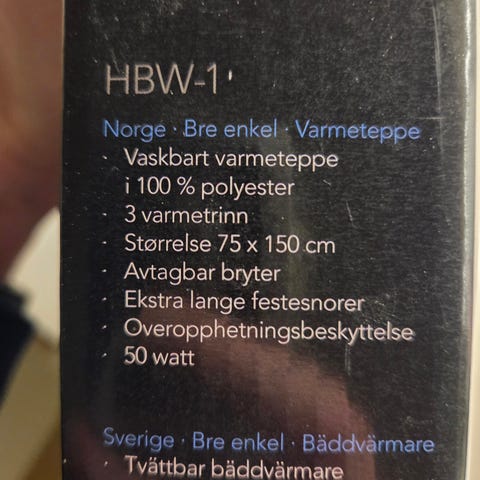 HBW-1
Norge · Bre enkel · Varmeteppe
· Vaskbart varmeteppe
i 100 % polyester
· 3 varmetrinn
· Størrelse 75 x 150 cm
· Avtagbar bryter
· Ekstra lange festesnorer
· Overopphetningsbeskyttelse
· 50 watt
Sverige · Bre enkel · Bäddvärmare
· Tvättbar bäddvärmare